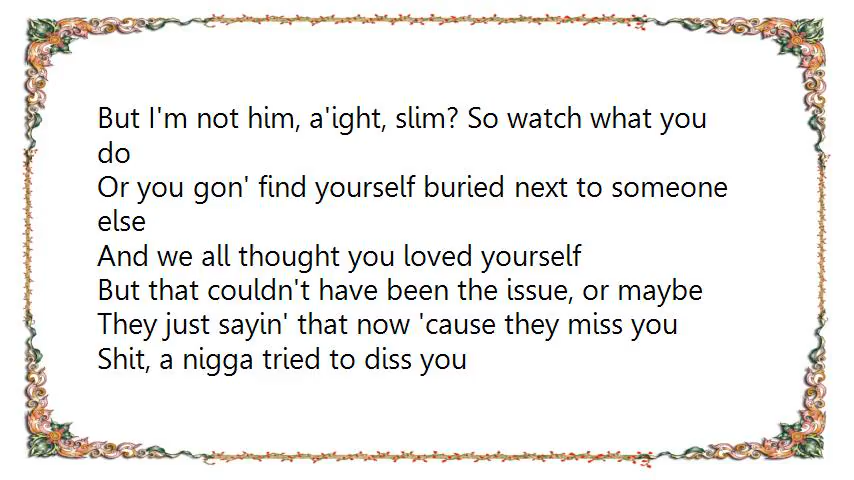 But I'm not him, a'ight, slim? So watch what you
do
Or you gon' find yourself buried next to someone
else
And we all thought you loved yourself
But that couldn't have been the issue, or maybe
They just sayin' that now 'cause they miss you
Shit, a nigga tried to diss you